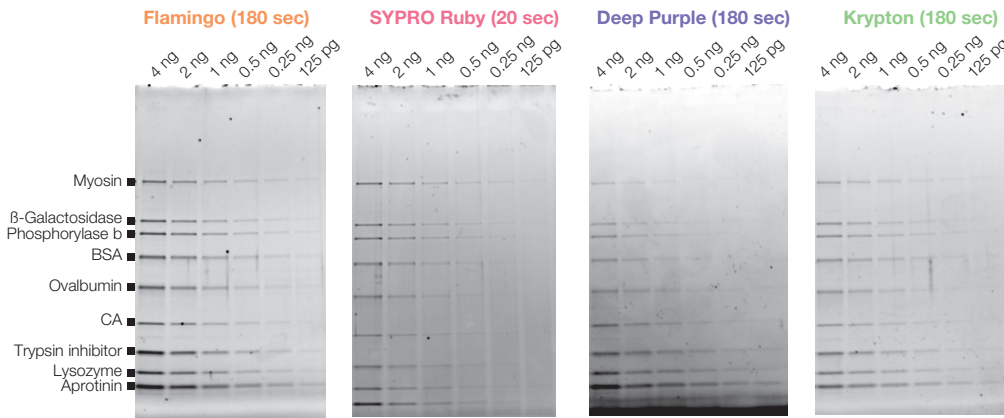 Flamingo (180 sec) SYPRO Ruby (20 sec) Deep Purple (180 sec) Krypton (180 sec)
4 ng 2 ng 1 ng 0.5 ng 0.25 ng 125 pg 4 ng 2 ng 1 ng 0.5 ng 0.25 ng 125 pg 4 ng 2 ng 1 ng 0.5 ng 0.25 ng 125 pg 4 ng 2 ng 1 ng 0.5 ng 0.25 ng 125 pg
Myosin
ß-Galactosidase
Phosphorylase b
BSA
Ovalbumin
CA
Trypsin inhibitor
Lysozyme
Aprotinin